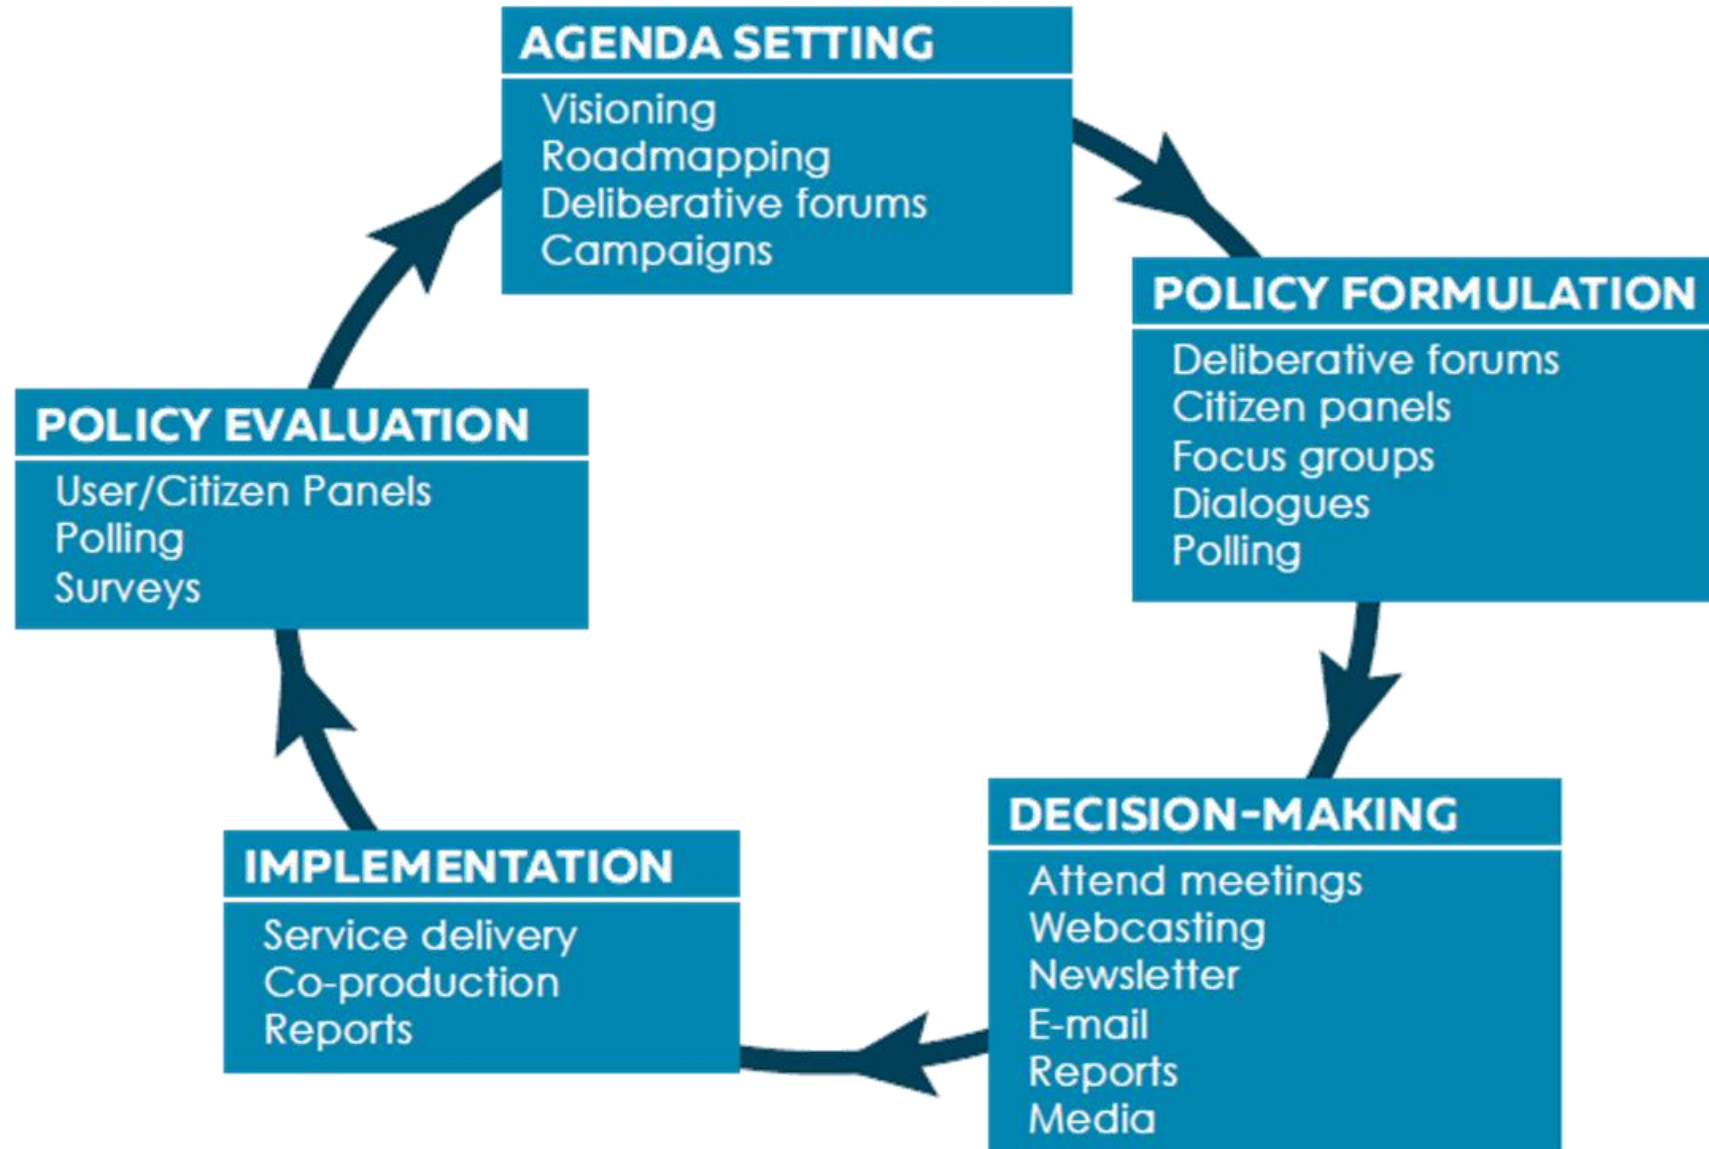 AGENDA SETTING
Visioning
Roadmapping
Deliberative forums
Campaigns
POLICY FORMULATION
Deliberative forums
Citizen panels
Focus groups
Dialogues
Polling
DECISION-MAKING
Attend meetings
Webcasting
Newsletter
E-mail
Reports
Media
IMPLEMENTATION
Service delivery
Co-production
Reports
POLICY EVALUATION
User/Citizen Panels
Polling
Surveys